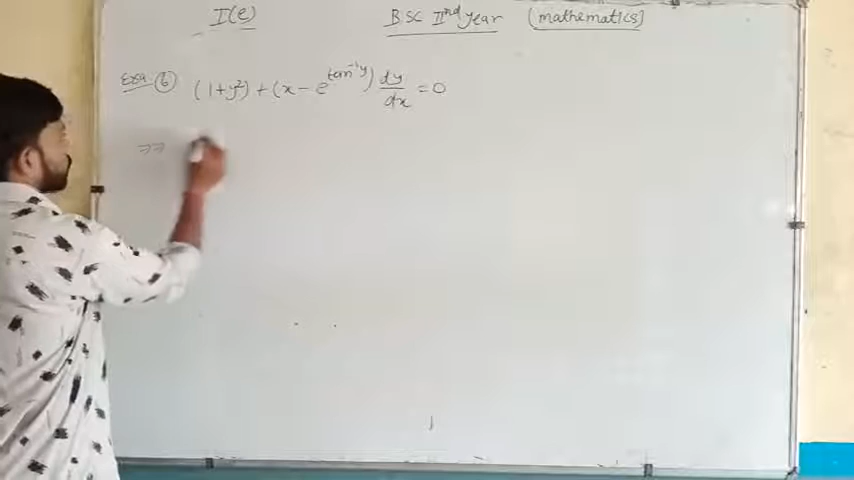 I(e) BSC IInd year (mathematics)
Exa. 6 (1+y²) + (x - e^tan⁻¹y) dy/dx = 0
⇒